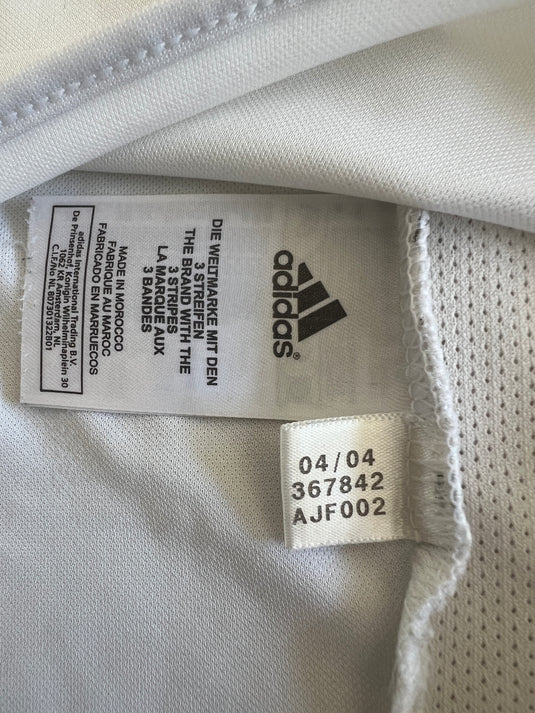 adidas®
DIE WELTMARKE MIT DEN
3 STREIFEN
THE BRAND WITH THE
3 STRIPES
LA MARQUE AUX
3 BANDES
MADE IN MOROCCO
FABRIQUE AU MAROC
FABRICADO EN MARRUECOS
adidas International Trading B.V.
De Prinsenhof, Konigin Wilhelminaplein 30
1062 KR Amsterdam, NL
C.I.F/No NL 807301322B01
04/04
367842
AJF002